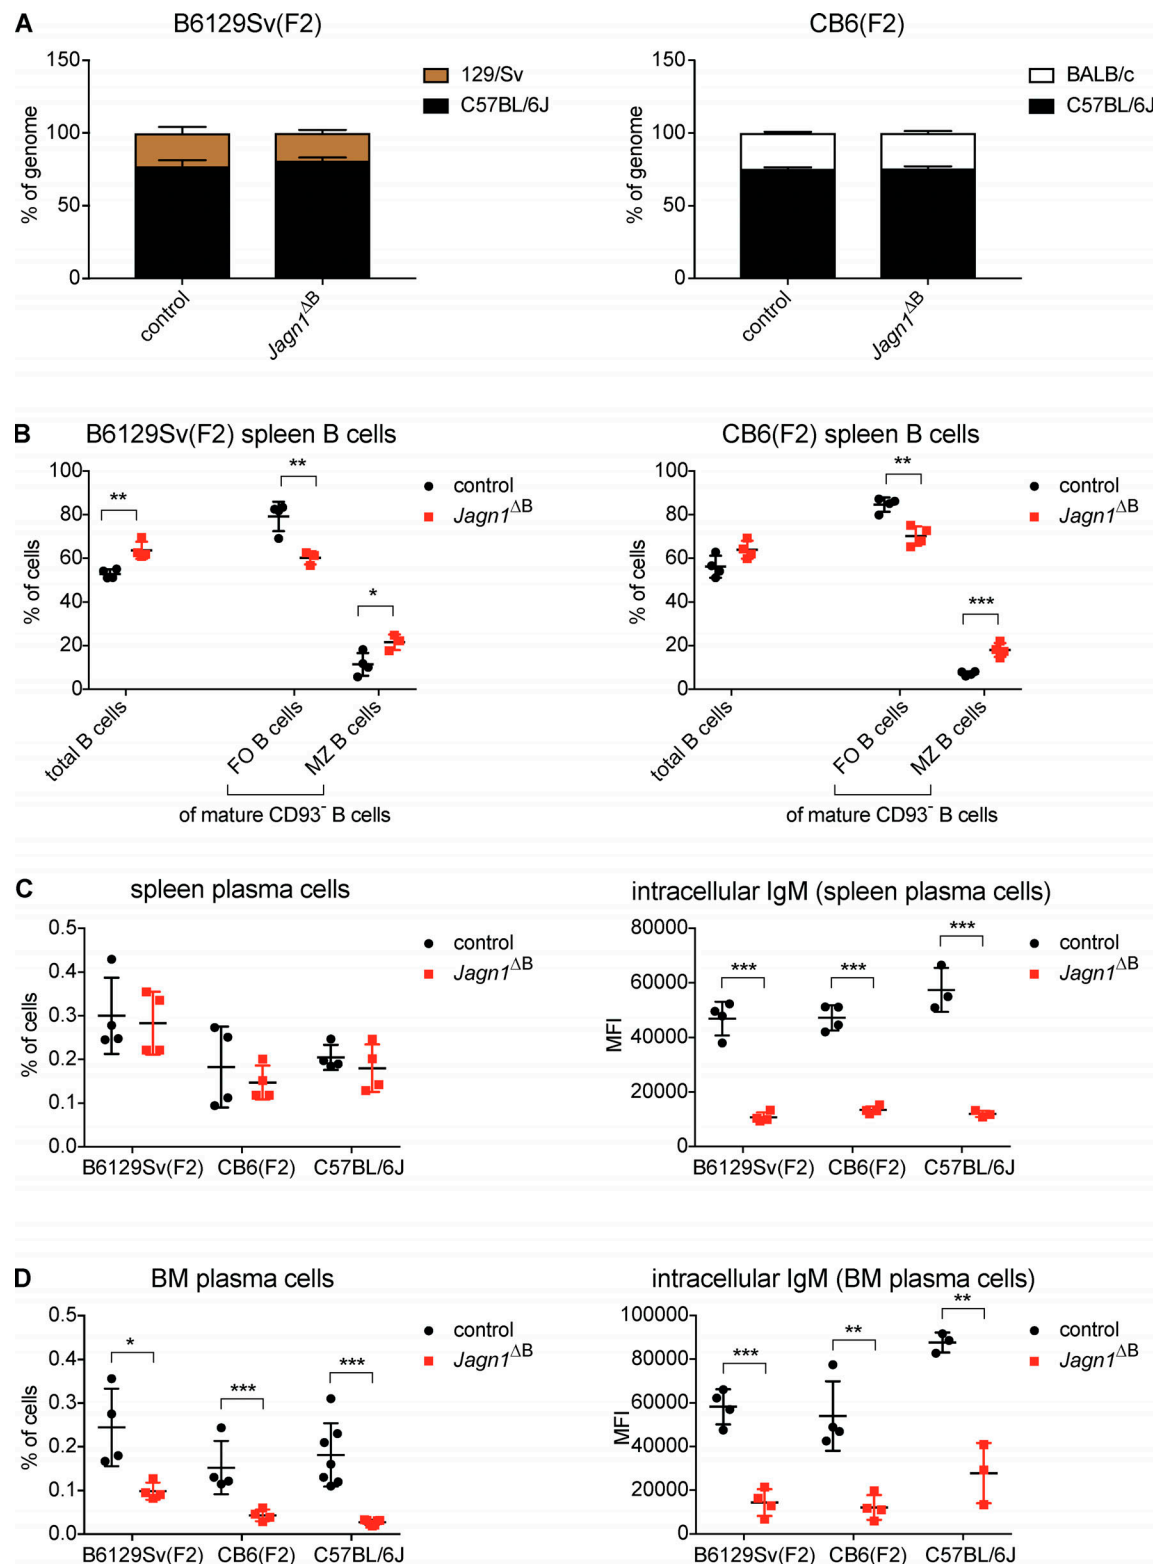 A
B6129Sv(F2)
CB6(F2)
150
100
50
0
% of genome
129/Sv
C57BL/6J
control
Jagn1ΔB
150
100
50
0
% of genome
BALB/c
C57BL/6J
control
Jagn1ΔB
B
B6129Sv(F2) spleen B cells
CB6(F2) spleen B cells
100
80
60
40
20
0
% of cells
**
**
*
control
Jagn1ΔB
total B cells
FO B cells
MZ B cells
of mature CD93- B cells
100
80
60
40
20
0
% of cells
**
***
control
Jagn1ΔB
total B cells
FO B cells
MZ B cells
of mature CD93- B cells
C
spleen plasma cells
intracellular IgM (spleen plasma cells)
0.5
0.4
0.3
0.2
0.1
0.0
% of cells
control
Jagn1ΔB
B6129Sv(F2)
CB6(F2)
C57BL/6J
80000
60000
40000
20000
0
MFI
***
***
***
control
Jagn1ΔB
B6129Sv(F2)
CB6(F2)
C57BL/6J
D
BM plasma cells
intracellular IgM (BM plasma cells)
0.5
0.4
0.3
0.2
0.1
0.0
% of cells
*
***
***
control
Jagn1ΔB
B6129Sv(F2)
CB6(F2)
C57BL/6J
100000
80000
60000
40000
20000
0
MFI
***
**
**
control
Jagn1ΔB
B6129Sv(F2)
CB6(F2)
C57BL/6J